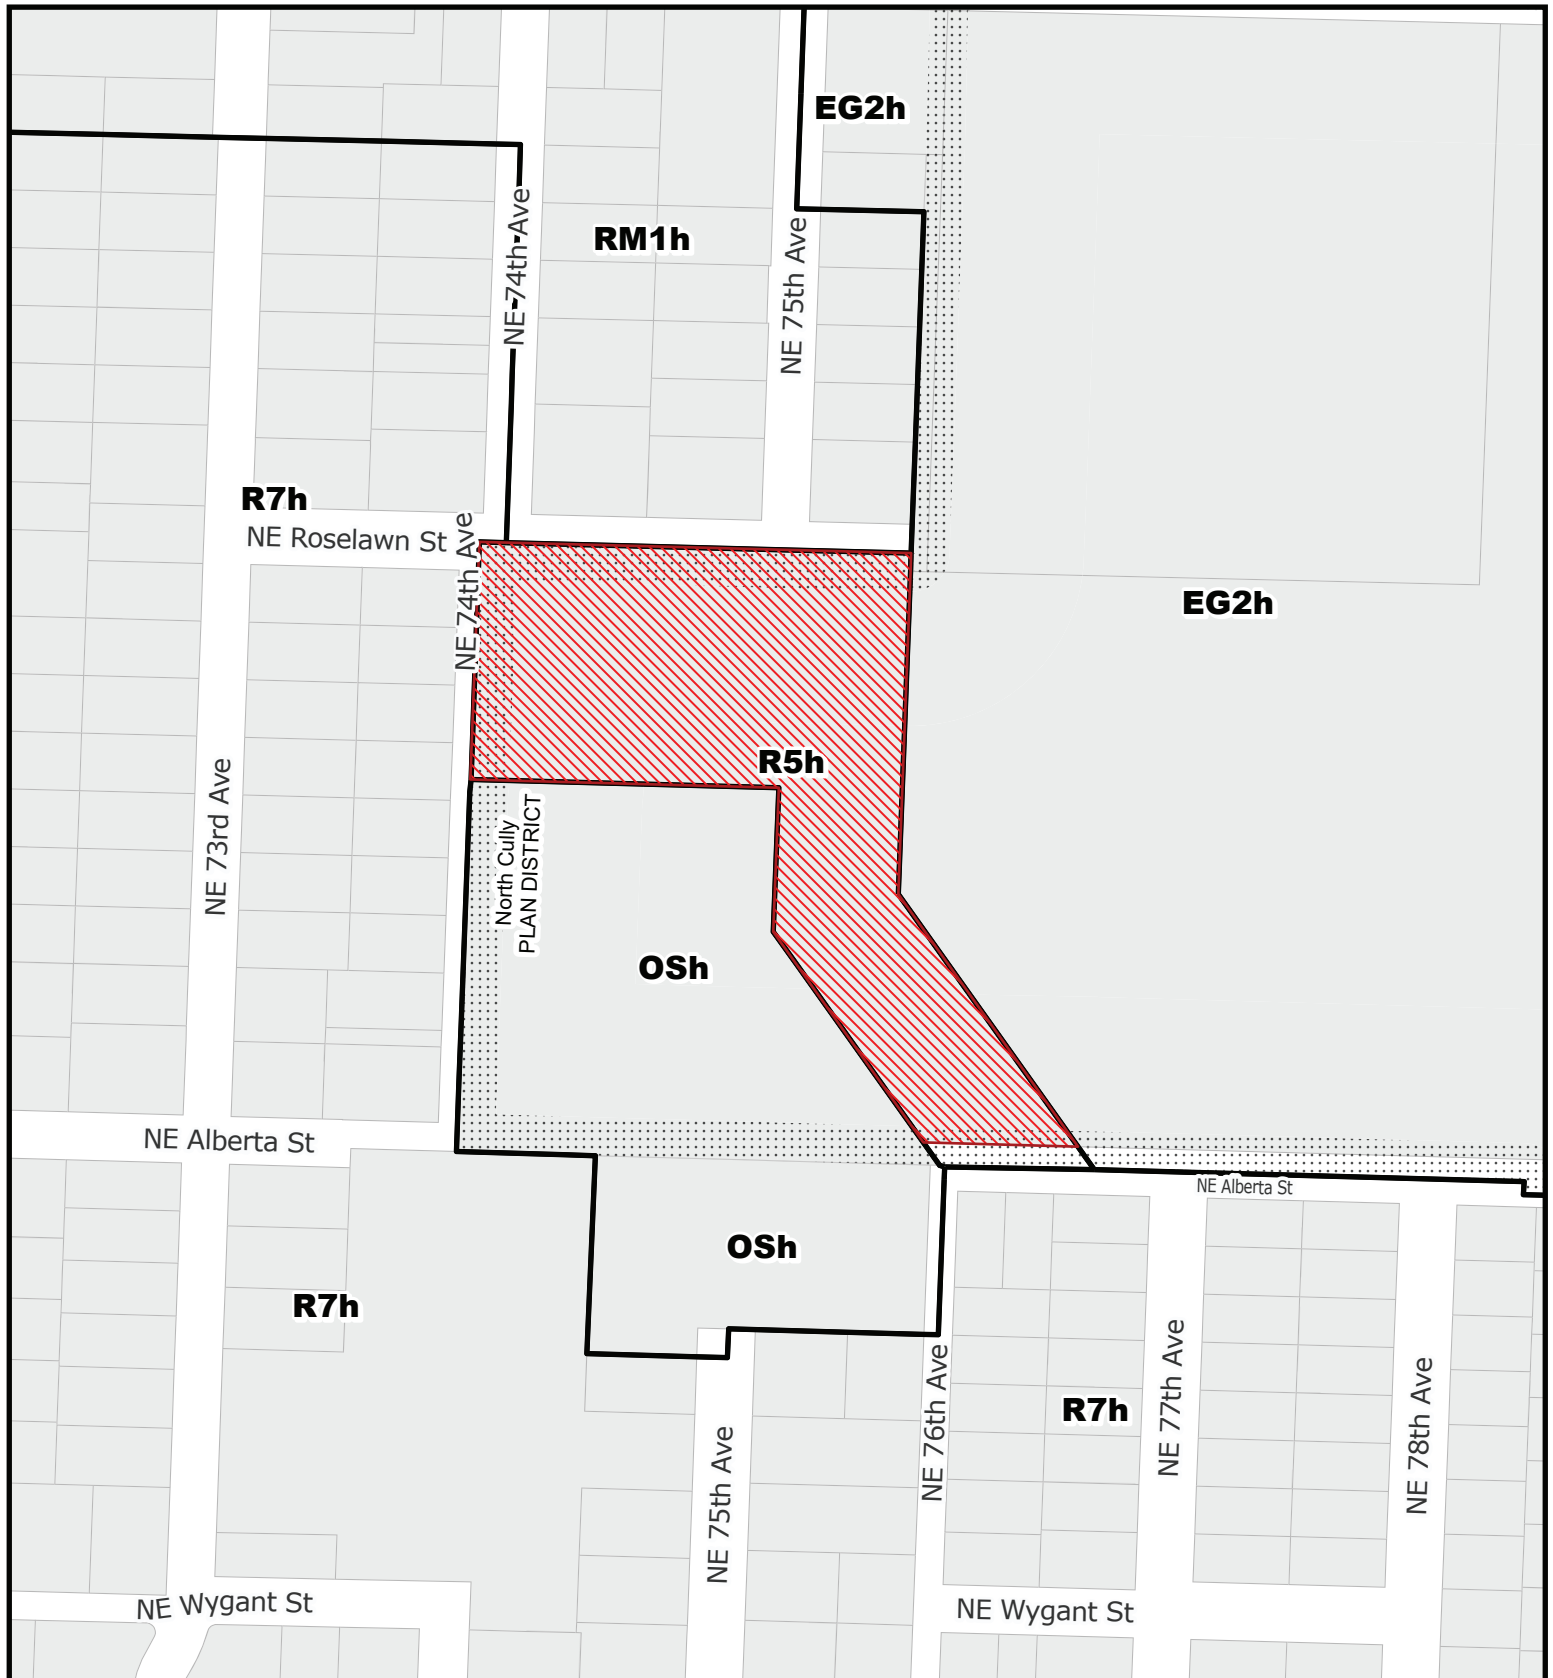 EG2h
NE 74th Ave
RM1h
NE 75th Ave
R7h
NE Roselawn St
NE 74th Ave
EG2h
R5h
NE 73rd Ave
North Cully
PLAN DISTRICT
OSh
NE Alberta St
NE Alberta St
OSh
R7h
NE 76th Ave
NE 77th Ave
NE 78th Ave
R7h
NE 75th Ave
NE Wygant St
NE Wygant St